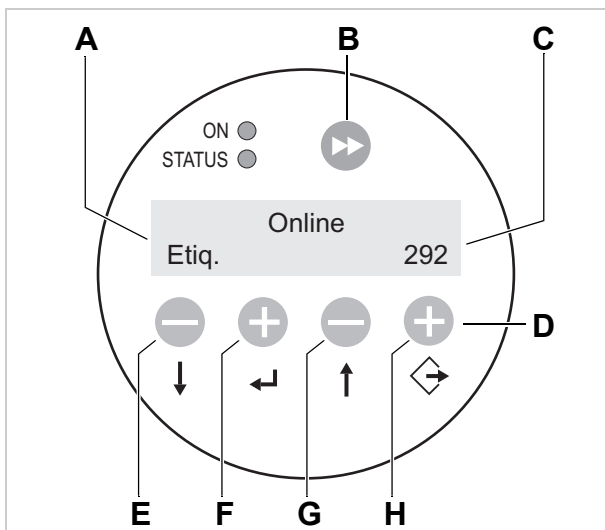 A B C
ON
STATUS
Online
Etiq. 292
D
E F G H